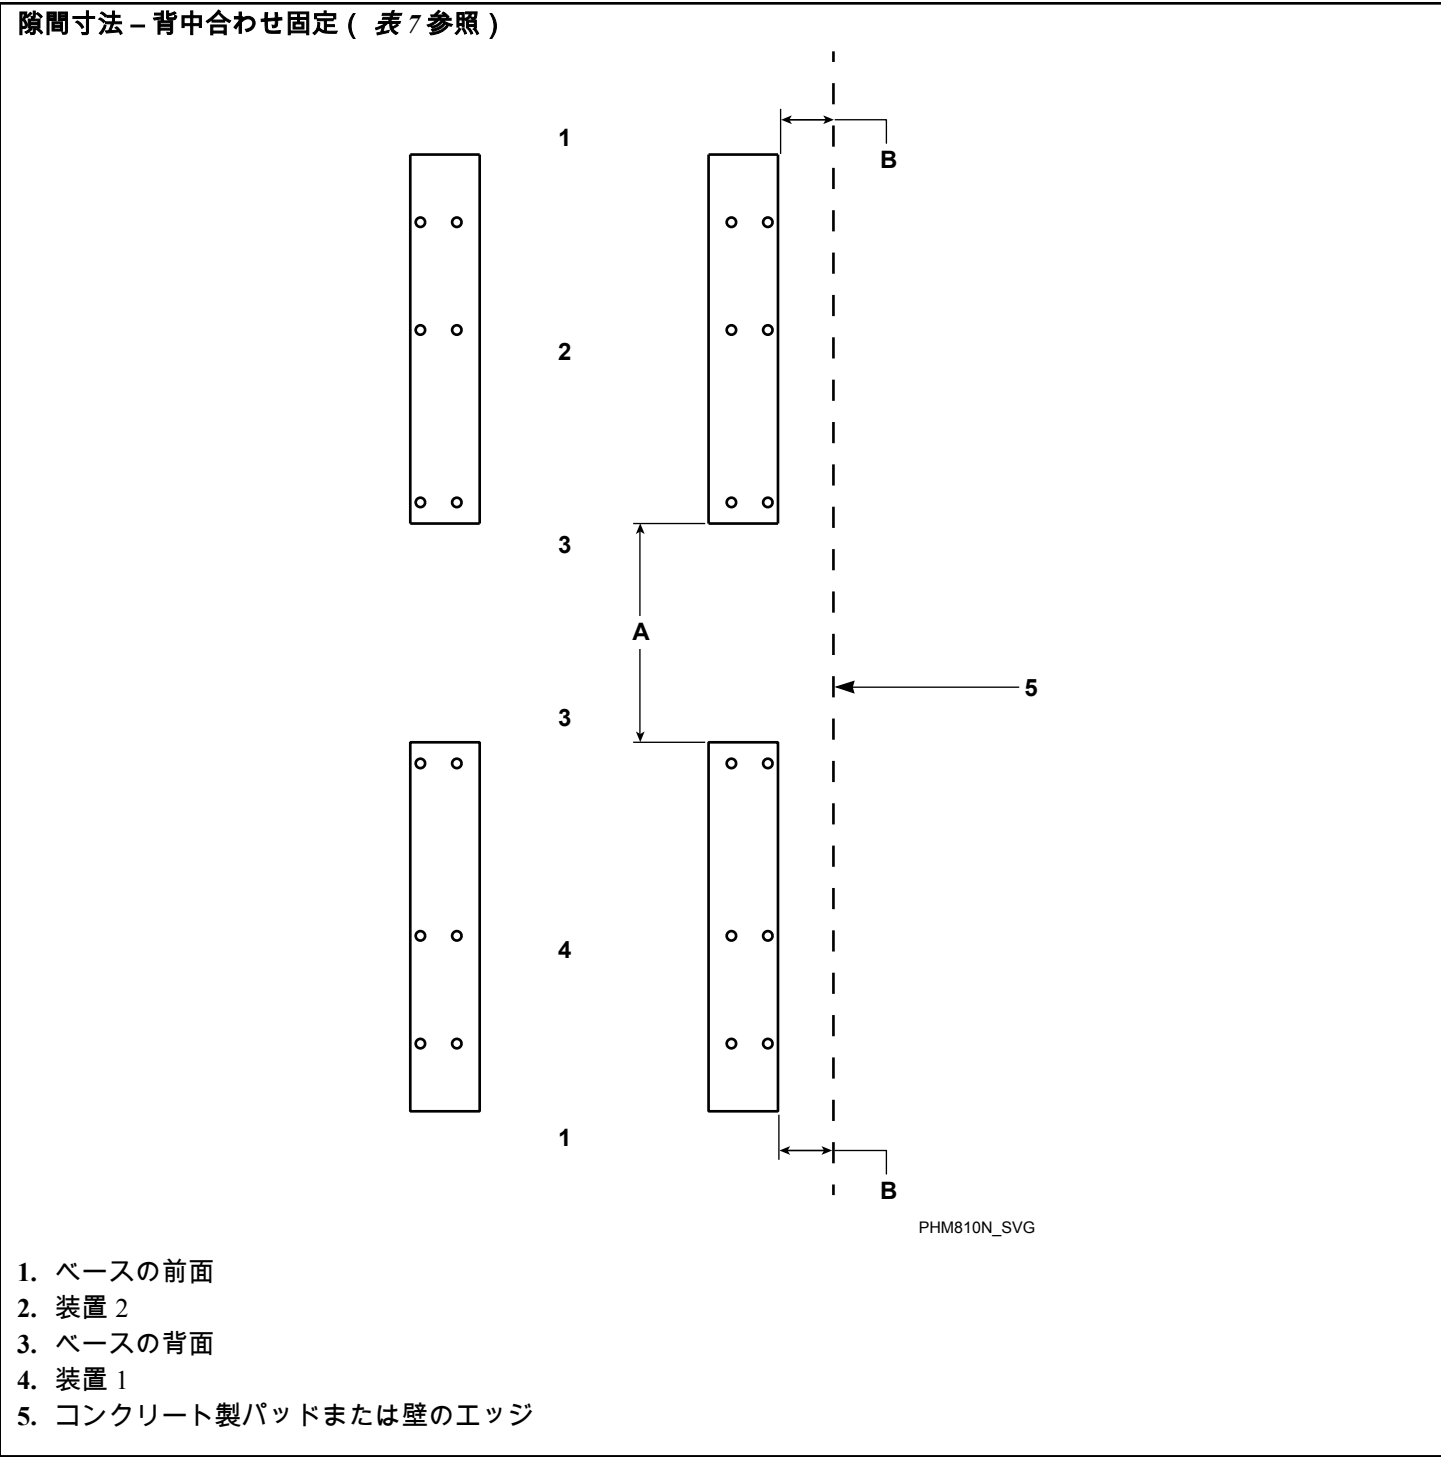 隙間寸法 – 背中合わせ固定 ( 表 7 参照 )
1
B
2
3
A
5
3
4
1
B
PHM810N_SVG
1. ベースの前面
2. 装置 2
3. ベースの背面
4. 装置 1
5. コンクリート製パッドまたは壁のエッジ